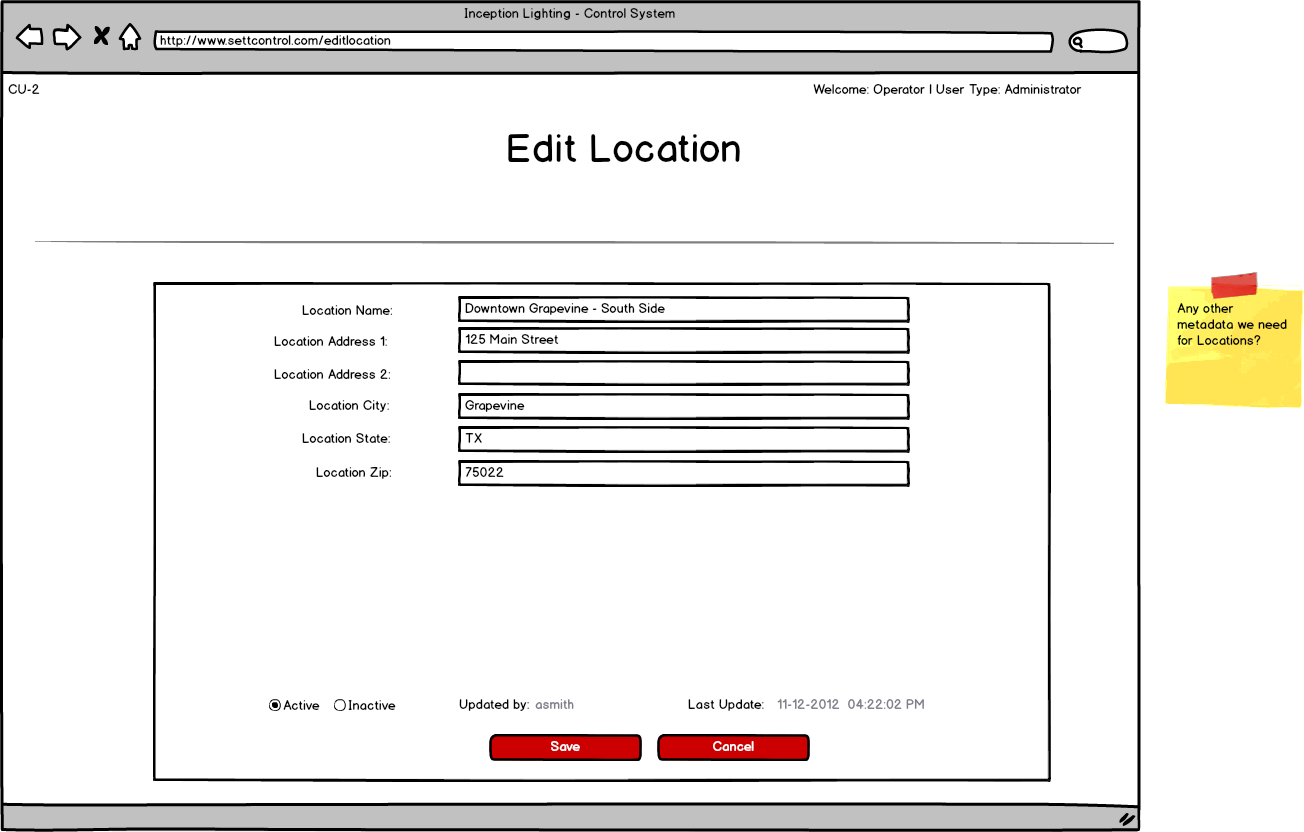 Inception Lighting - Control System
http://www.settcontrol.com/editlocation
CU-2
Welcome: Operator | User Type: Administrator
Edit Location
Location Name: Downtown Grapevine - South Side
Location Address 1: 125 Main Street
Location Address 2:
Location City: Grapevine
Location State: TX
Location Zip: 75022
Active Inactive Updated by: asmith Last Update: 11-12-2012 04:22:02 PM
Save Cancel
Any other
metadata we need
for Locations?